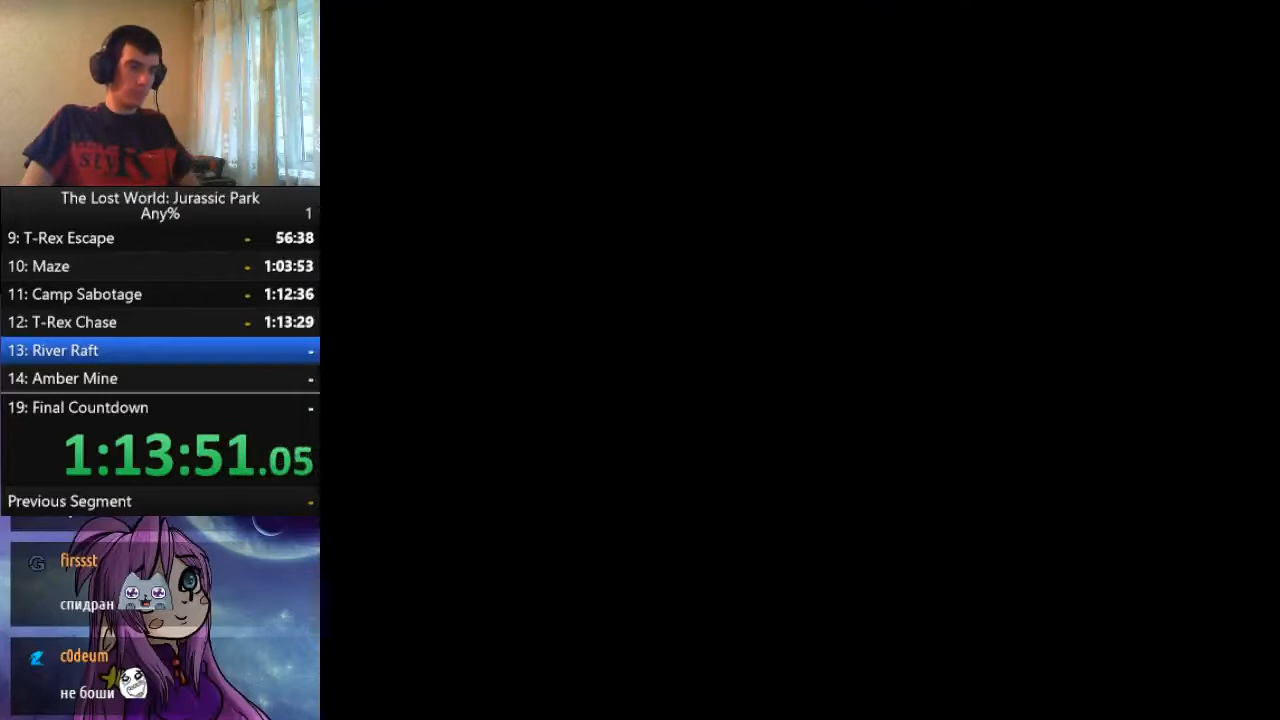 The Lost World: Jurassic Park
Any% 1
9: T-Rex Escape - 56:38
10: Maze - 1:03:53
11: Camp Sabotage - 1:12:36
12: T-Rex Chase - 1:13:29
13: River Raft -
14: Amber Mine -
19: Final Countdown -
1:13:51.05
Previous Segment -
firssst
спидран
c0deum
не боши